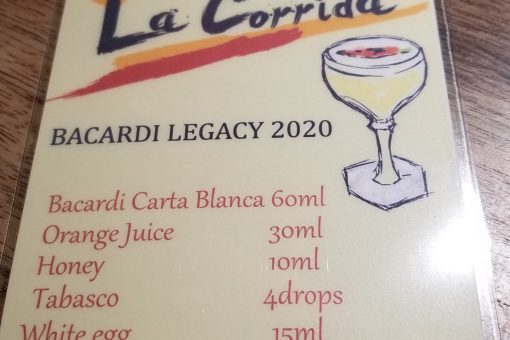 La Corrida
BACARDI LEGACY 2020
Bacardi Carta Blanca 60ml
Orange Juice 30ml
Honey 10ml
Tabasco 4drops
White egg 15ml